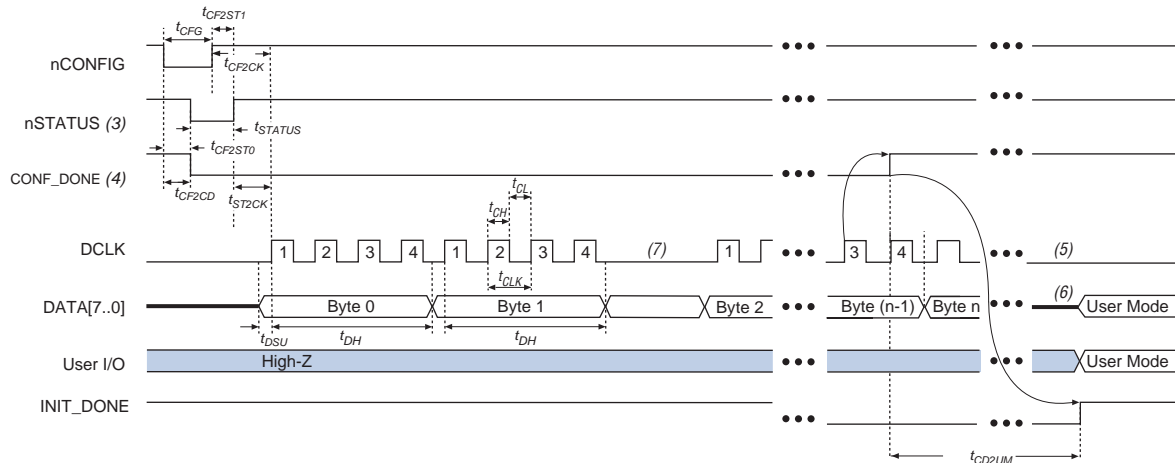 tCF2ST1
tCFG
nCONFIG
tCF2CK
nSTATUS (3)
tSTATUS
tCF2ST0
CONF_DONE (4)
tCF2CD
tST2CK
tCL
tCH
DCLK
1 2 3 4 1 2 3 4 (7) 1 3 4 (5)
tCLK
DATA[7..0] Byte 0 Byte 1 Byte 2 Byte (n-1) Byte n (6) User Mode
tDSU tDH tDH
User I/O High-Z User Mode
INIT_DONE
tCD2UM